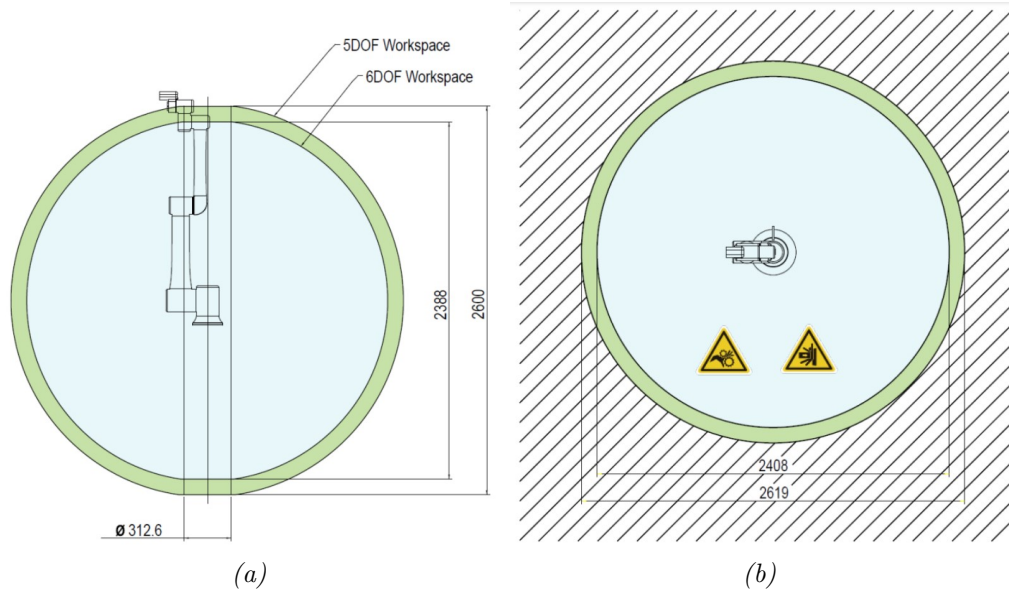 5DOF Workspace
6DOF Workspace
2388
2600
Ø 312.6
(a)
2408
2619
(b)